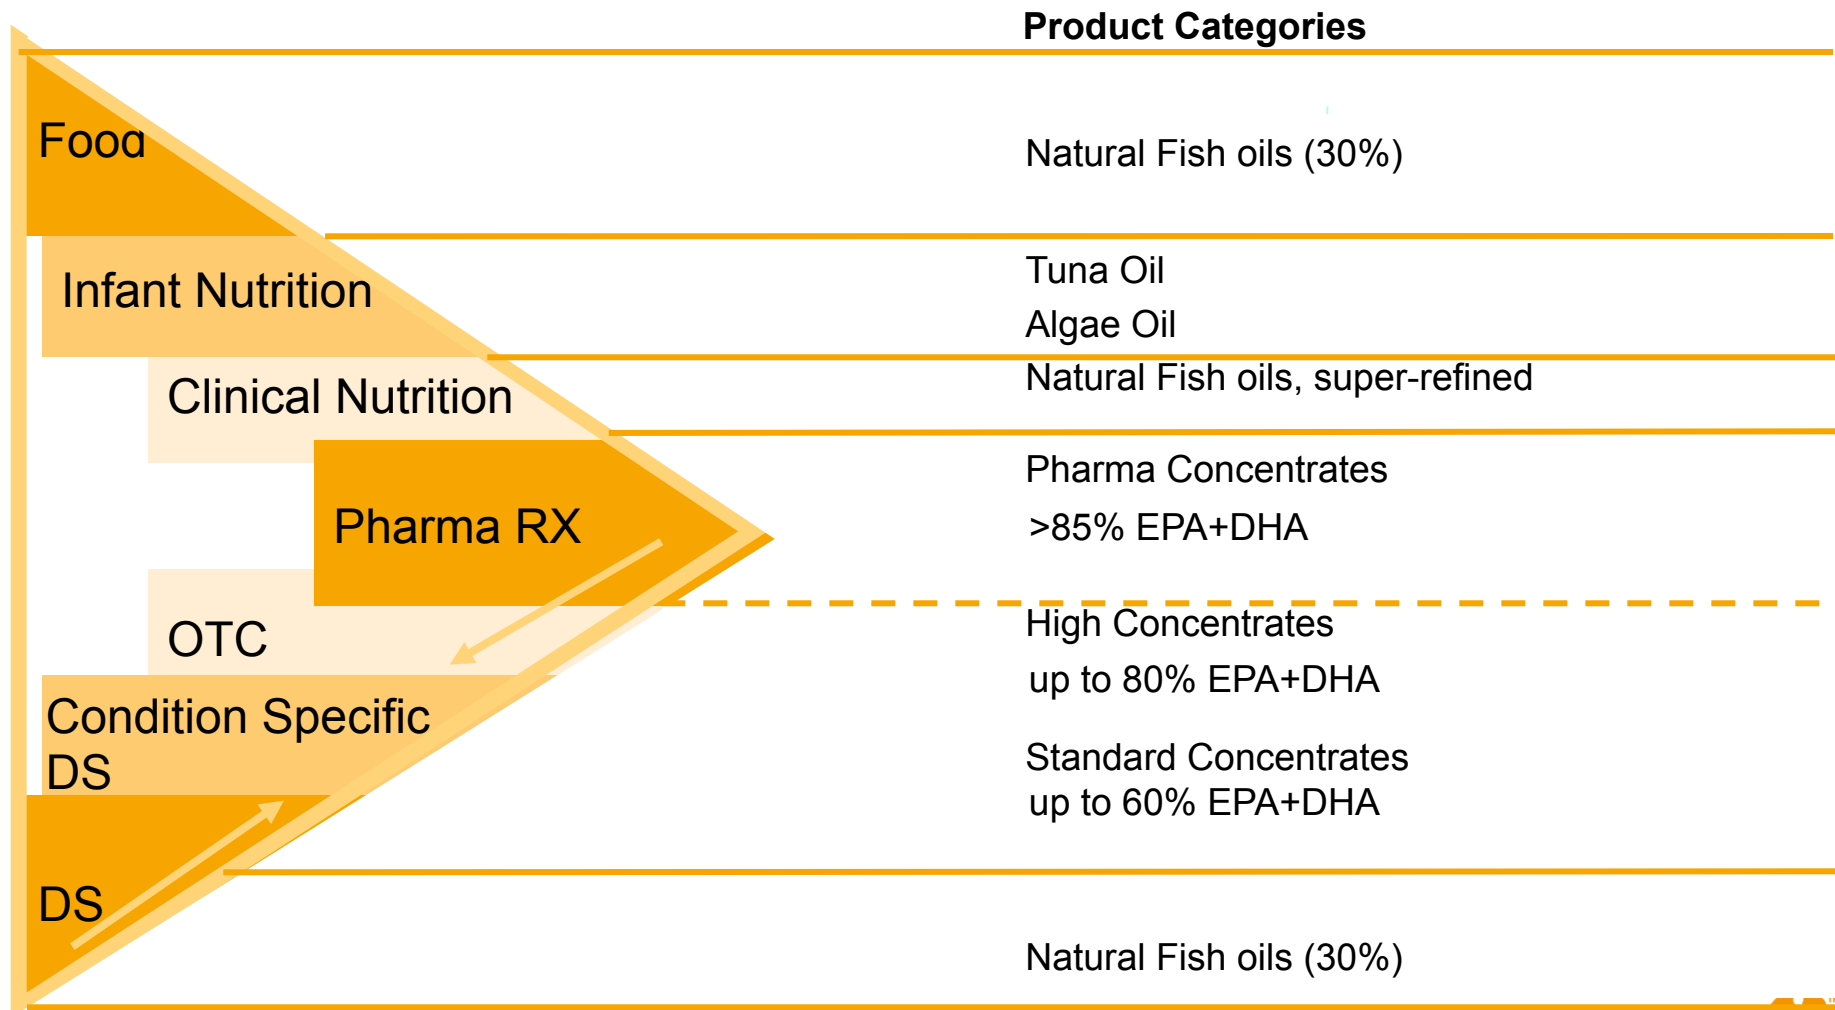 Product Categories
Food
Natural Fish oils (30%)
Infant Nutrition
Tuna Oil
Algae Oil
Clinical Nutrition
Natural Fish oils, super-refined
Pharma RX
Pharma Concentrates
>85% EPA+DHA
OTC
High Concentrates
up to 80% EPA+DHA
Condition Specific
DS
Standard Concentrates
up to 60% EPA+DHA
DS
Natural Fish oils (30%)